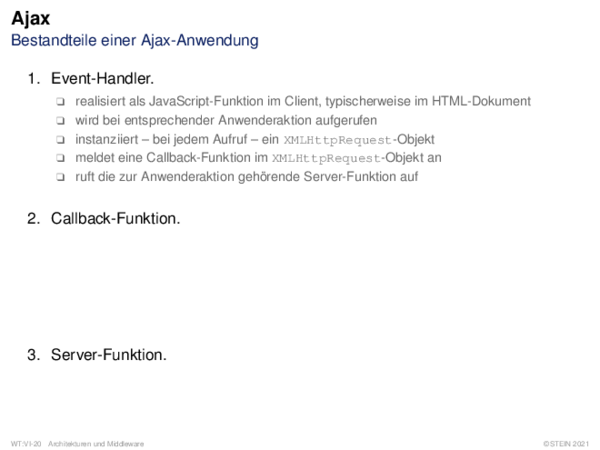 Ajax
Bestandteile einer Ajax-Anwendung
1. Event-Handler.
❑ realisiert als JavaScript-Funktion im Client, typischerweise im HTML-Dokument
❑ wird bei entsprechender Anwenderaktion aufgerufen
❑ instanziiert – bei jedem Aufruf – ein XMLHttpRequest-Objekt
❑ meldet eine Callback-Funktion im XMLHttpRequest-Objekt an
❑ ruft die zur Anwenderaktion gehörende Server-Funktion auf
2. Callback-Funktion.
3. Server-Funktion.
WT:VI-20 Architekturen und Middleware ©STEIN 2021